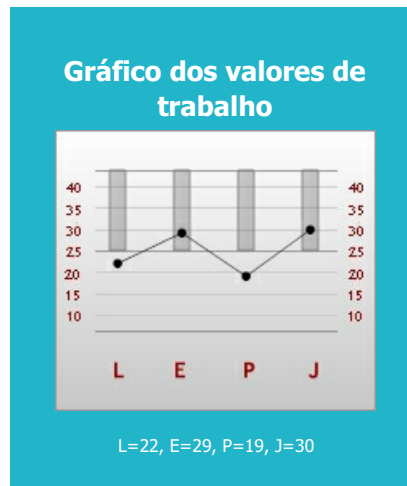 Gráfico dos valores de
trabalho
40 40
35 35
30 30
25 25
20 20
15 15
10 10
L E P J
L=22, E=29, P=19, J=30